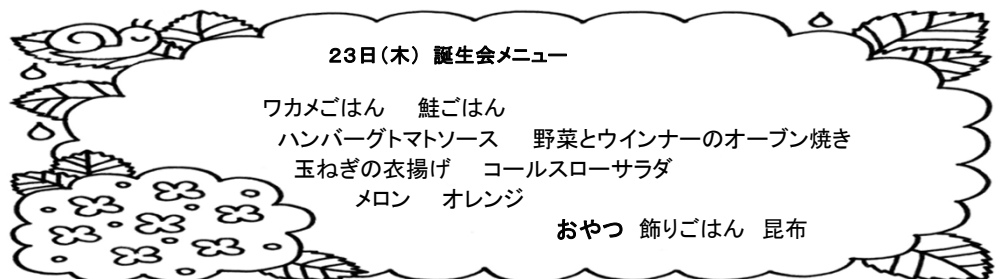 23日（木） 誕生会メニュー
ワカメごはん　鮭ごはん
ハンバーグトマトソース　野菜とウインナーのオーブン焼き
玉ねぎの衣揚げ　コールスローサラダ
メロン　オレンジ
おやつ　飾りごはん　昆布